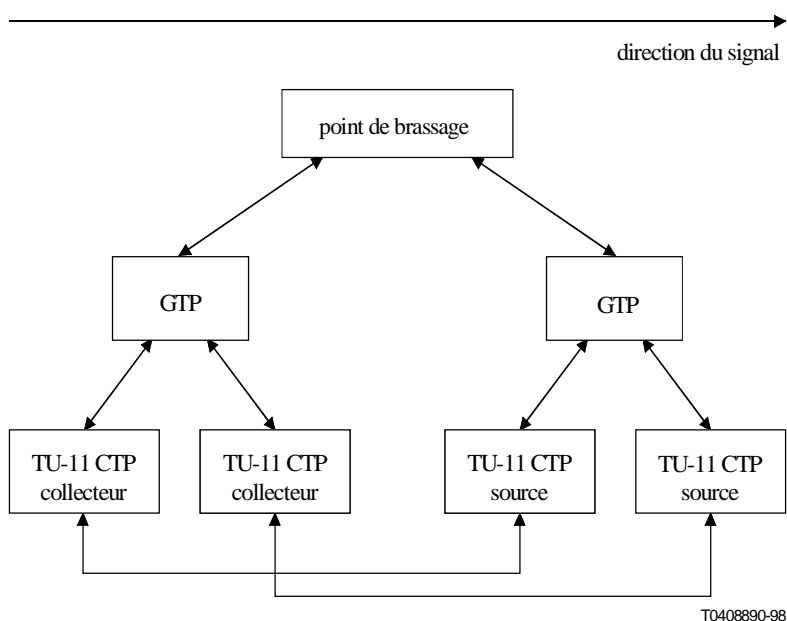 direction du signal
point de brassage
GTP
GTP
TU-11 CTP
collecteur
TU-11 CTP
collecteur
TU-11 CTP
source
TU-11 CTP
source
T0408890-98